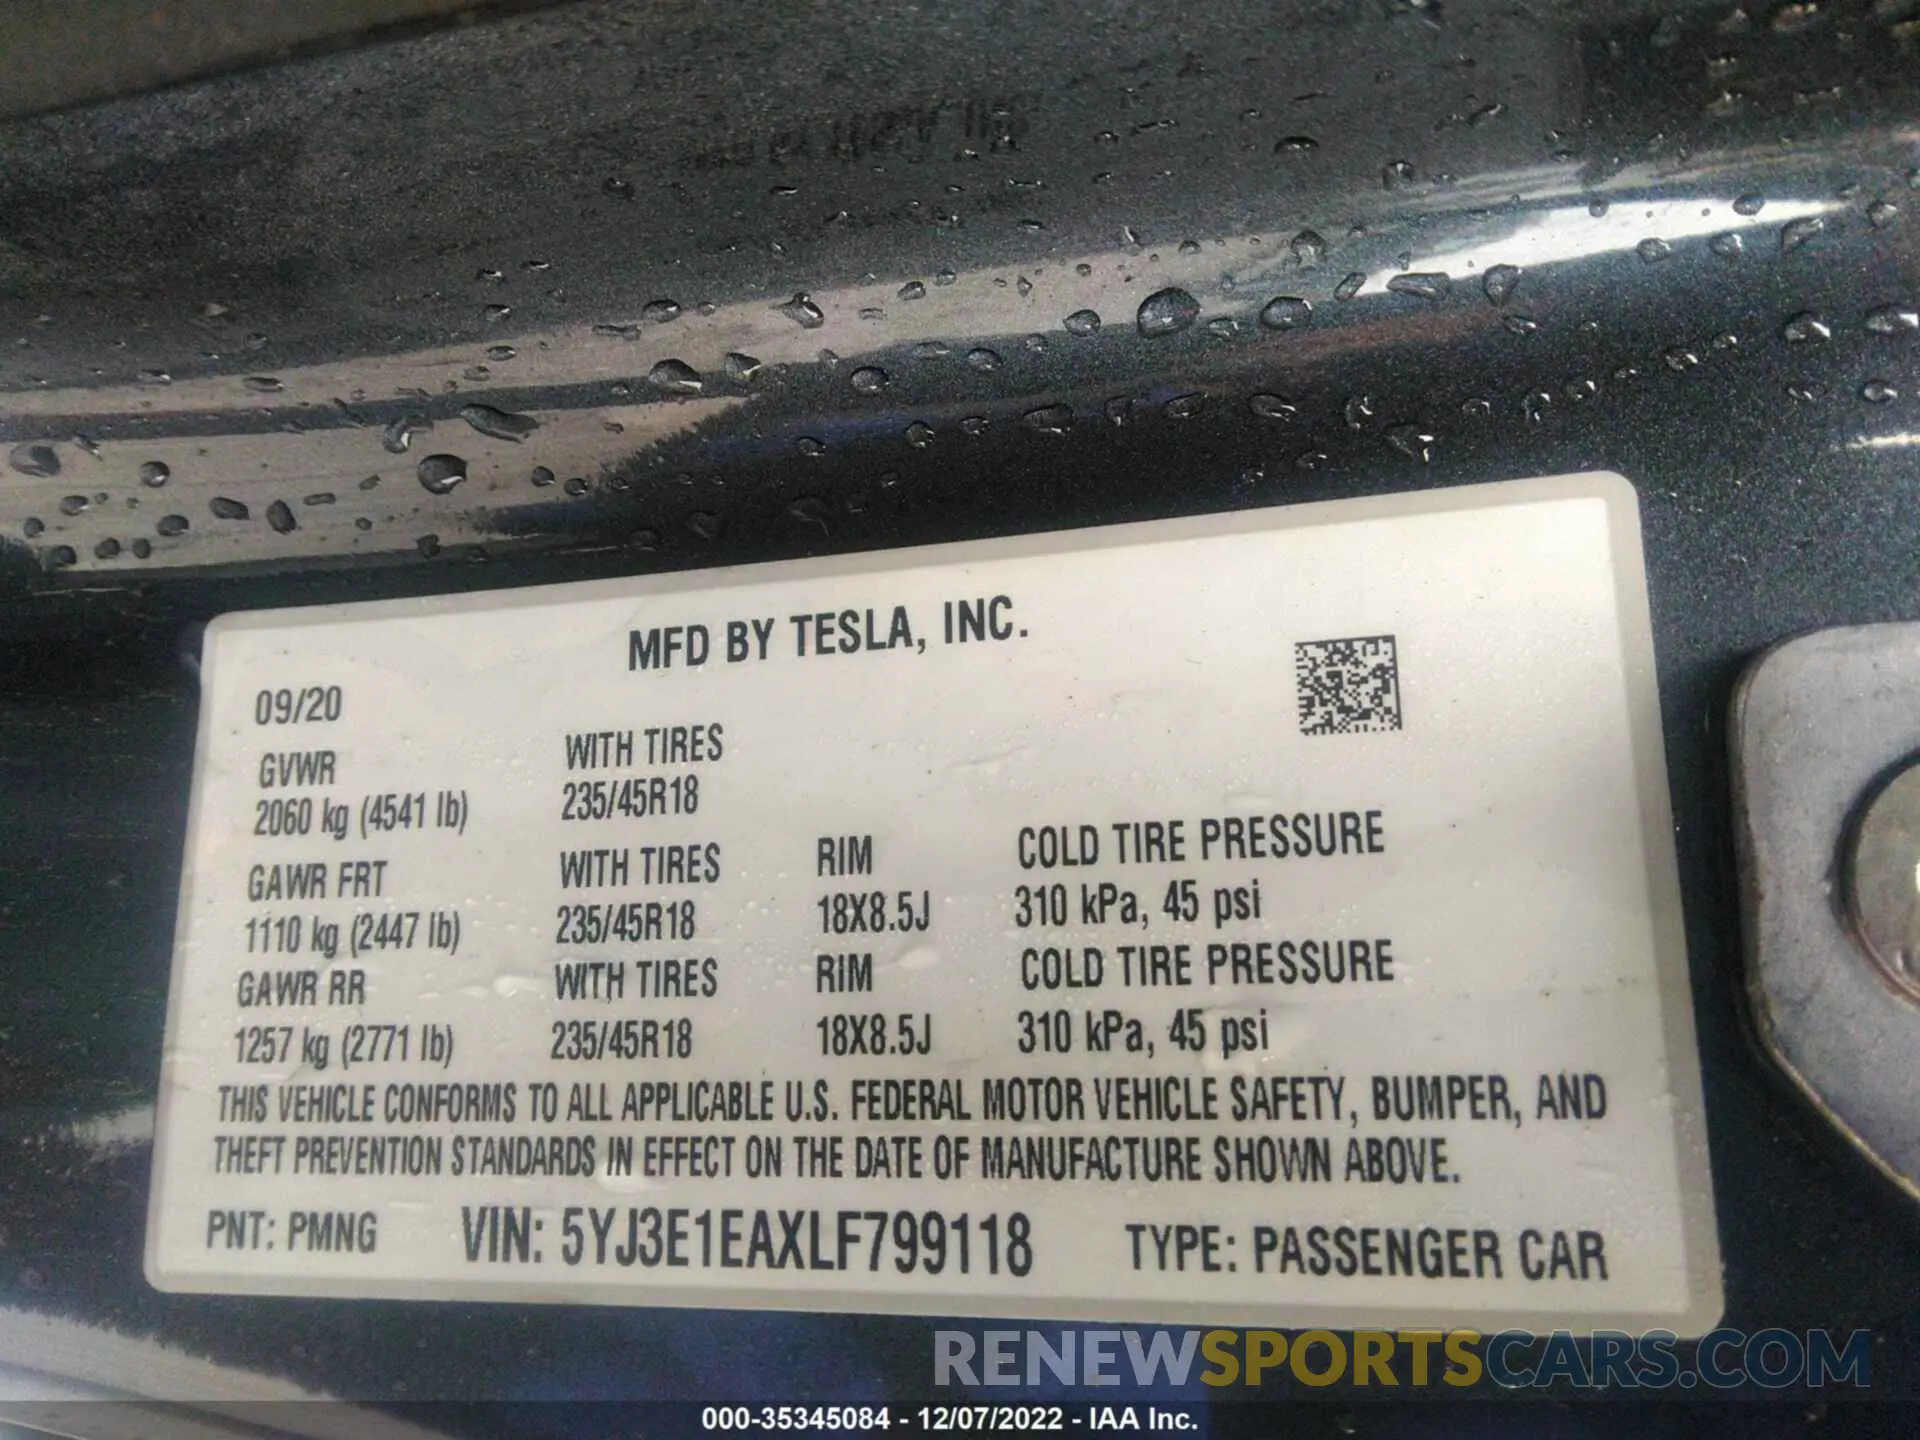 MFD BY TESLA, INC.
09/20
GVWR WITH TIRES
2060 kg (4541 lb) 235/45R18
GAWR FRT WITH TIRES RIM COLD TIRE PRESSURE
1110 kg (2447 lb) 235/45R18 18X8.5J 310 kPa, 45 psi
GAWR RR WITH TIRES RIM COLD TIRE PRESSURE
1257 kg (2771 lb) 235/45R18 18X8.5J 310 kPa, 45 psi
THIS VEHICLE CONFORMS TO ALL APPLICABLE U.S. FEDERAL MOTOR VEHICLE SAFETY, BUMPER, AND
THEFT PREVENTION STANDARDS IN EFFECT ON THE DATE OF MANUFACTURE SHOWN ABOVE.
PNT: PMNG VIN: 5YJ3E1EAXLF799118 TYPE: PASSENGER CAR
RENEWSPORTSCARS.COM
000-35345084 - 12/07/2022 - IAA Inc.